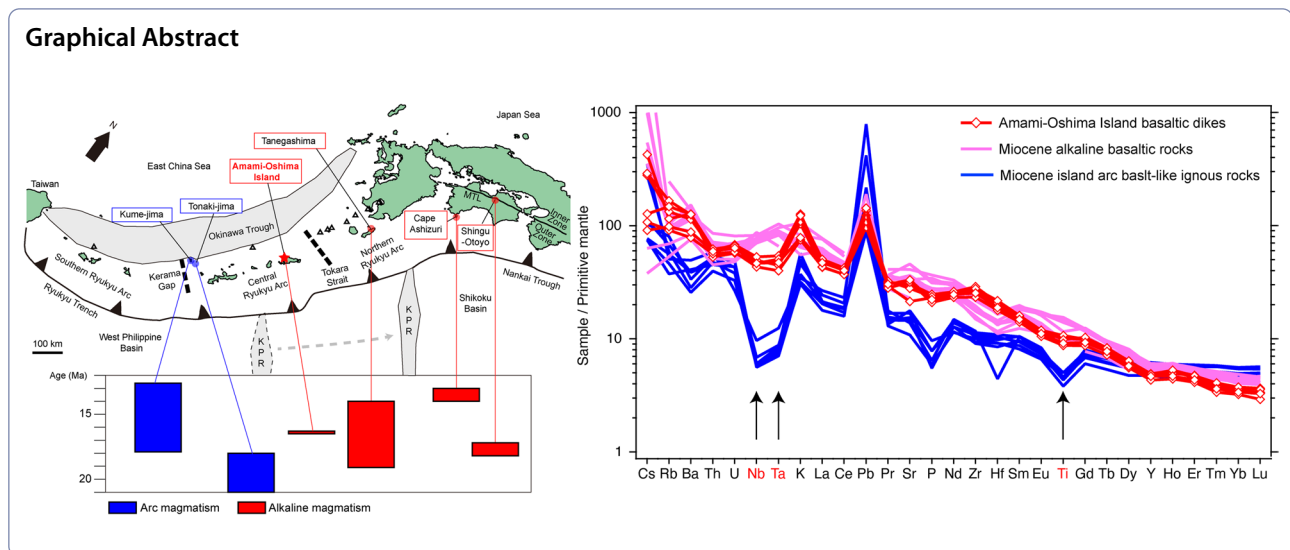 Graphical Abstract
N
Japan Sea
Tanegashima
East China Sea
Amami-Oshima
Island
Taiwan
Kume-jima
Tonaki-jima
MTL
Inner
Zone
Outer
Zone
Cape
Ashizuri
Shingu
-Otoyo
Okinawa Trough
Northern
Ryukyu Arc
Southern Ryukyu Arc
Kerama
Gap
Central
Ryukyu Arc
Tokara
Strait
Nankai Trough
Ryukyu Trench
Shikoku
Basin
West Philippine
Basin
KPR
KPR
100 km
Age (Ma)
15
20
Arc magmatism
Alkaline magmatism
1000
100
10
1
Sample / Primitive mantle
Amami-Oshima Island basaltic dikes
Miocene alkaline basaltic rocks
Miocene island arc baslt-like ignous rocks
Cs Rb Ba Th U Nb Ta K La Ce Pb Pr Sr P Nd Zr Hf Sm Eu Ti Gd Tb Dy Y Ho Er Tm Yb Lu